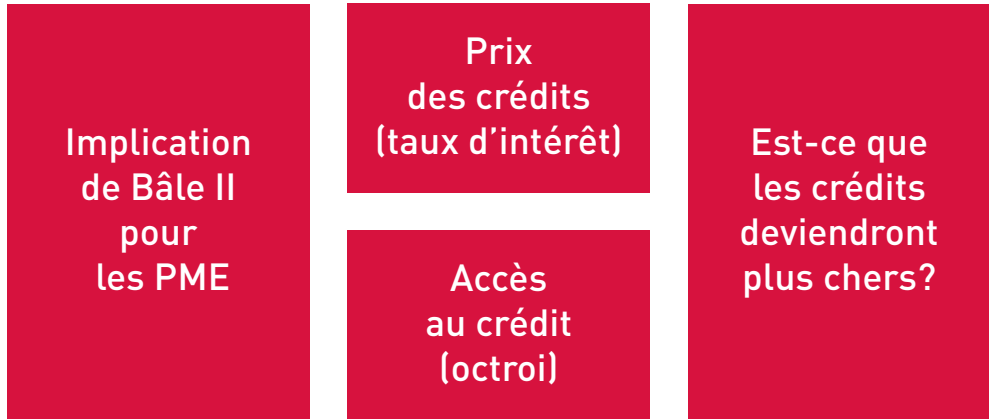 Implication
de Bâle II
pour
les PME
Prix
des crédits
(taux d’intérêt)
Accès
au crédit
(octroi)
Est-ce que
les crédits
deviendront
plus chers?